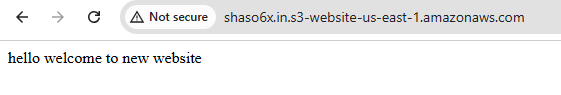 Not secure shaso6x.in.s3-website-us-east-1.amazonaws.com
hello welcome to new website